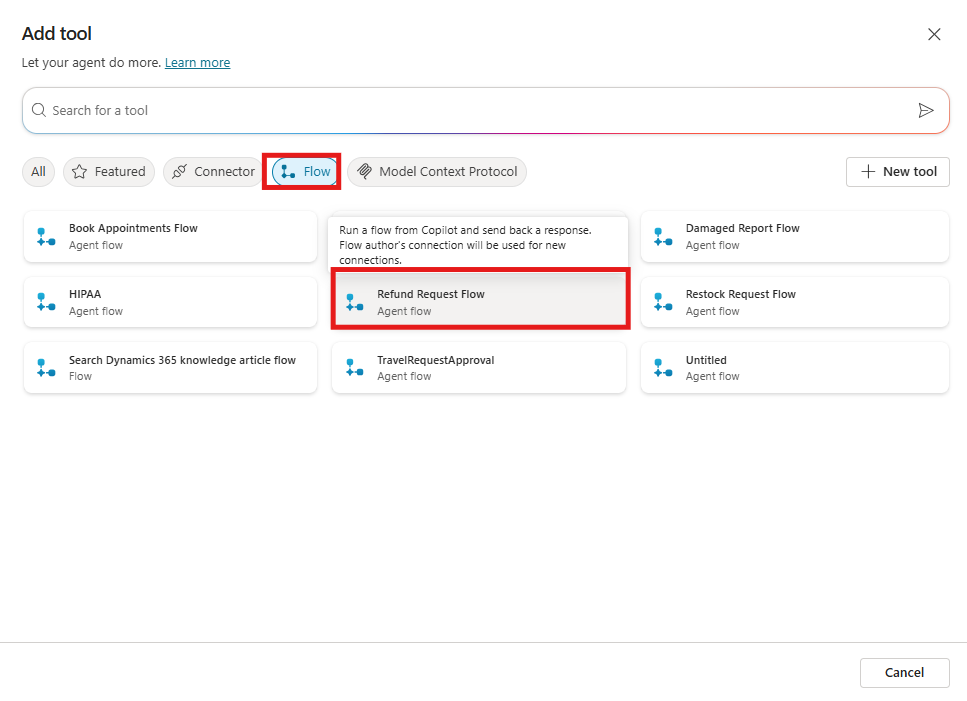 Add tool
Let your agent do more. Learn more
Search for a tool
All
Featured
Connector
Flow
Model Context Protocol
New tool
Book Appointments Flow
Agent flow
Run a flow from Copilot and send back a response.
Flow author's connection will be used for new
connections.
Damaged Report Flow
Agent flow
HIPAA
Agent flow
Refund Request Flow
Agent flow
Restock Request Flow
Agent flow
Search Dynamics 365 knowledge article flow
Flow
TravelRequestApproval
Agent flow
Untitled
Agent flow
Cancel